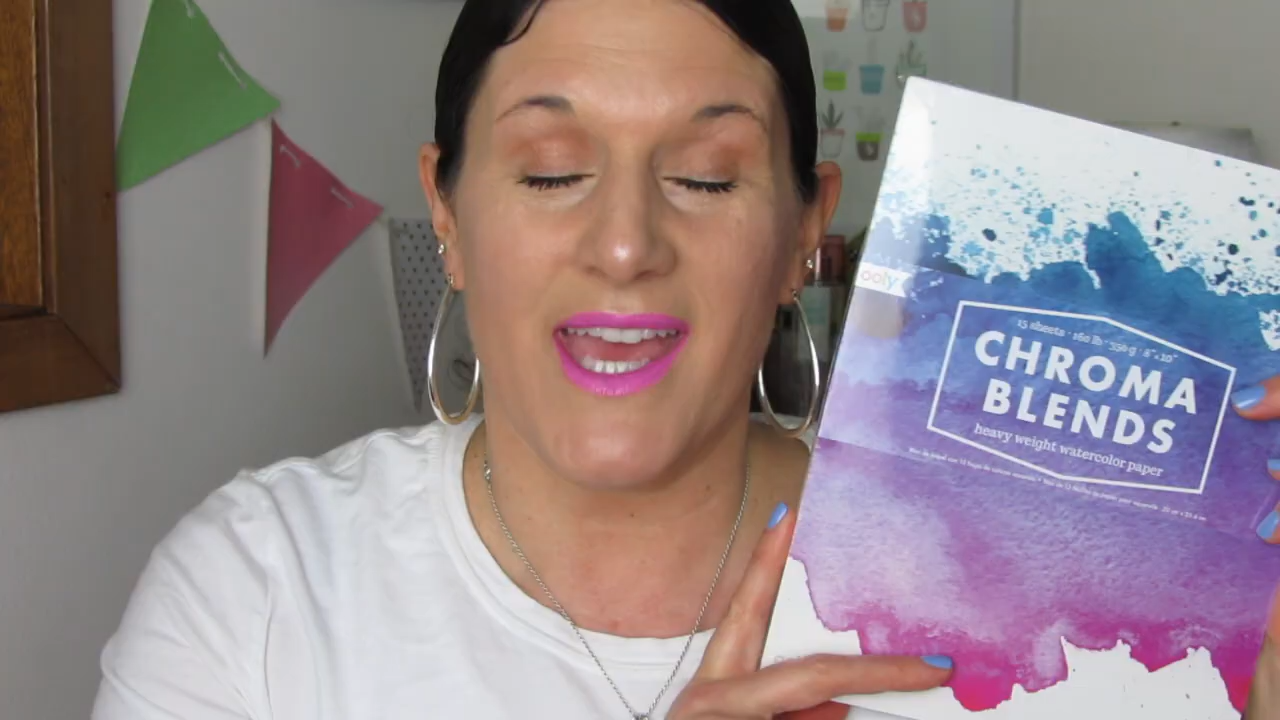 ooly
15 sheets · 160 lb · 350 g · 8" x 10"
CHROMA
BLENDS
heavy weight watercolor paper